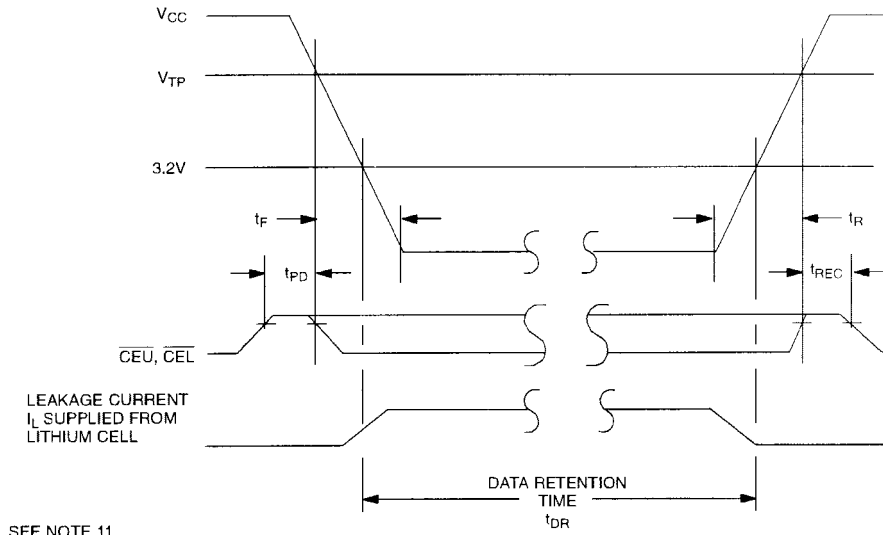 VCC
VTP
3.2V
tF
tR
tPD
tREC
CEU, CEL
LEAKAGE CURRENT
IL SUPPLIED FROM
LITHIUM CELL
DATA RETENTION
TIME
tDR
SEE NOTE 11